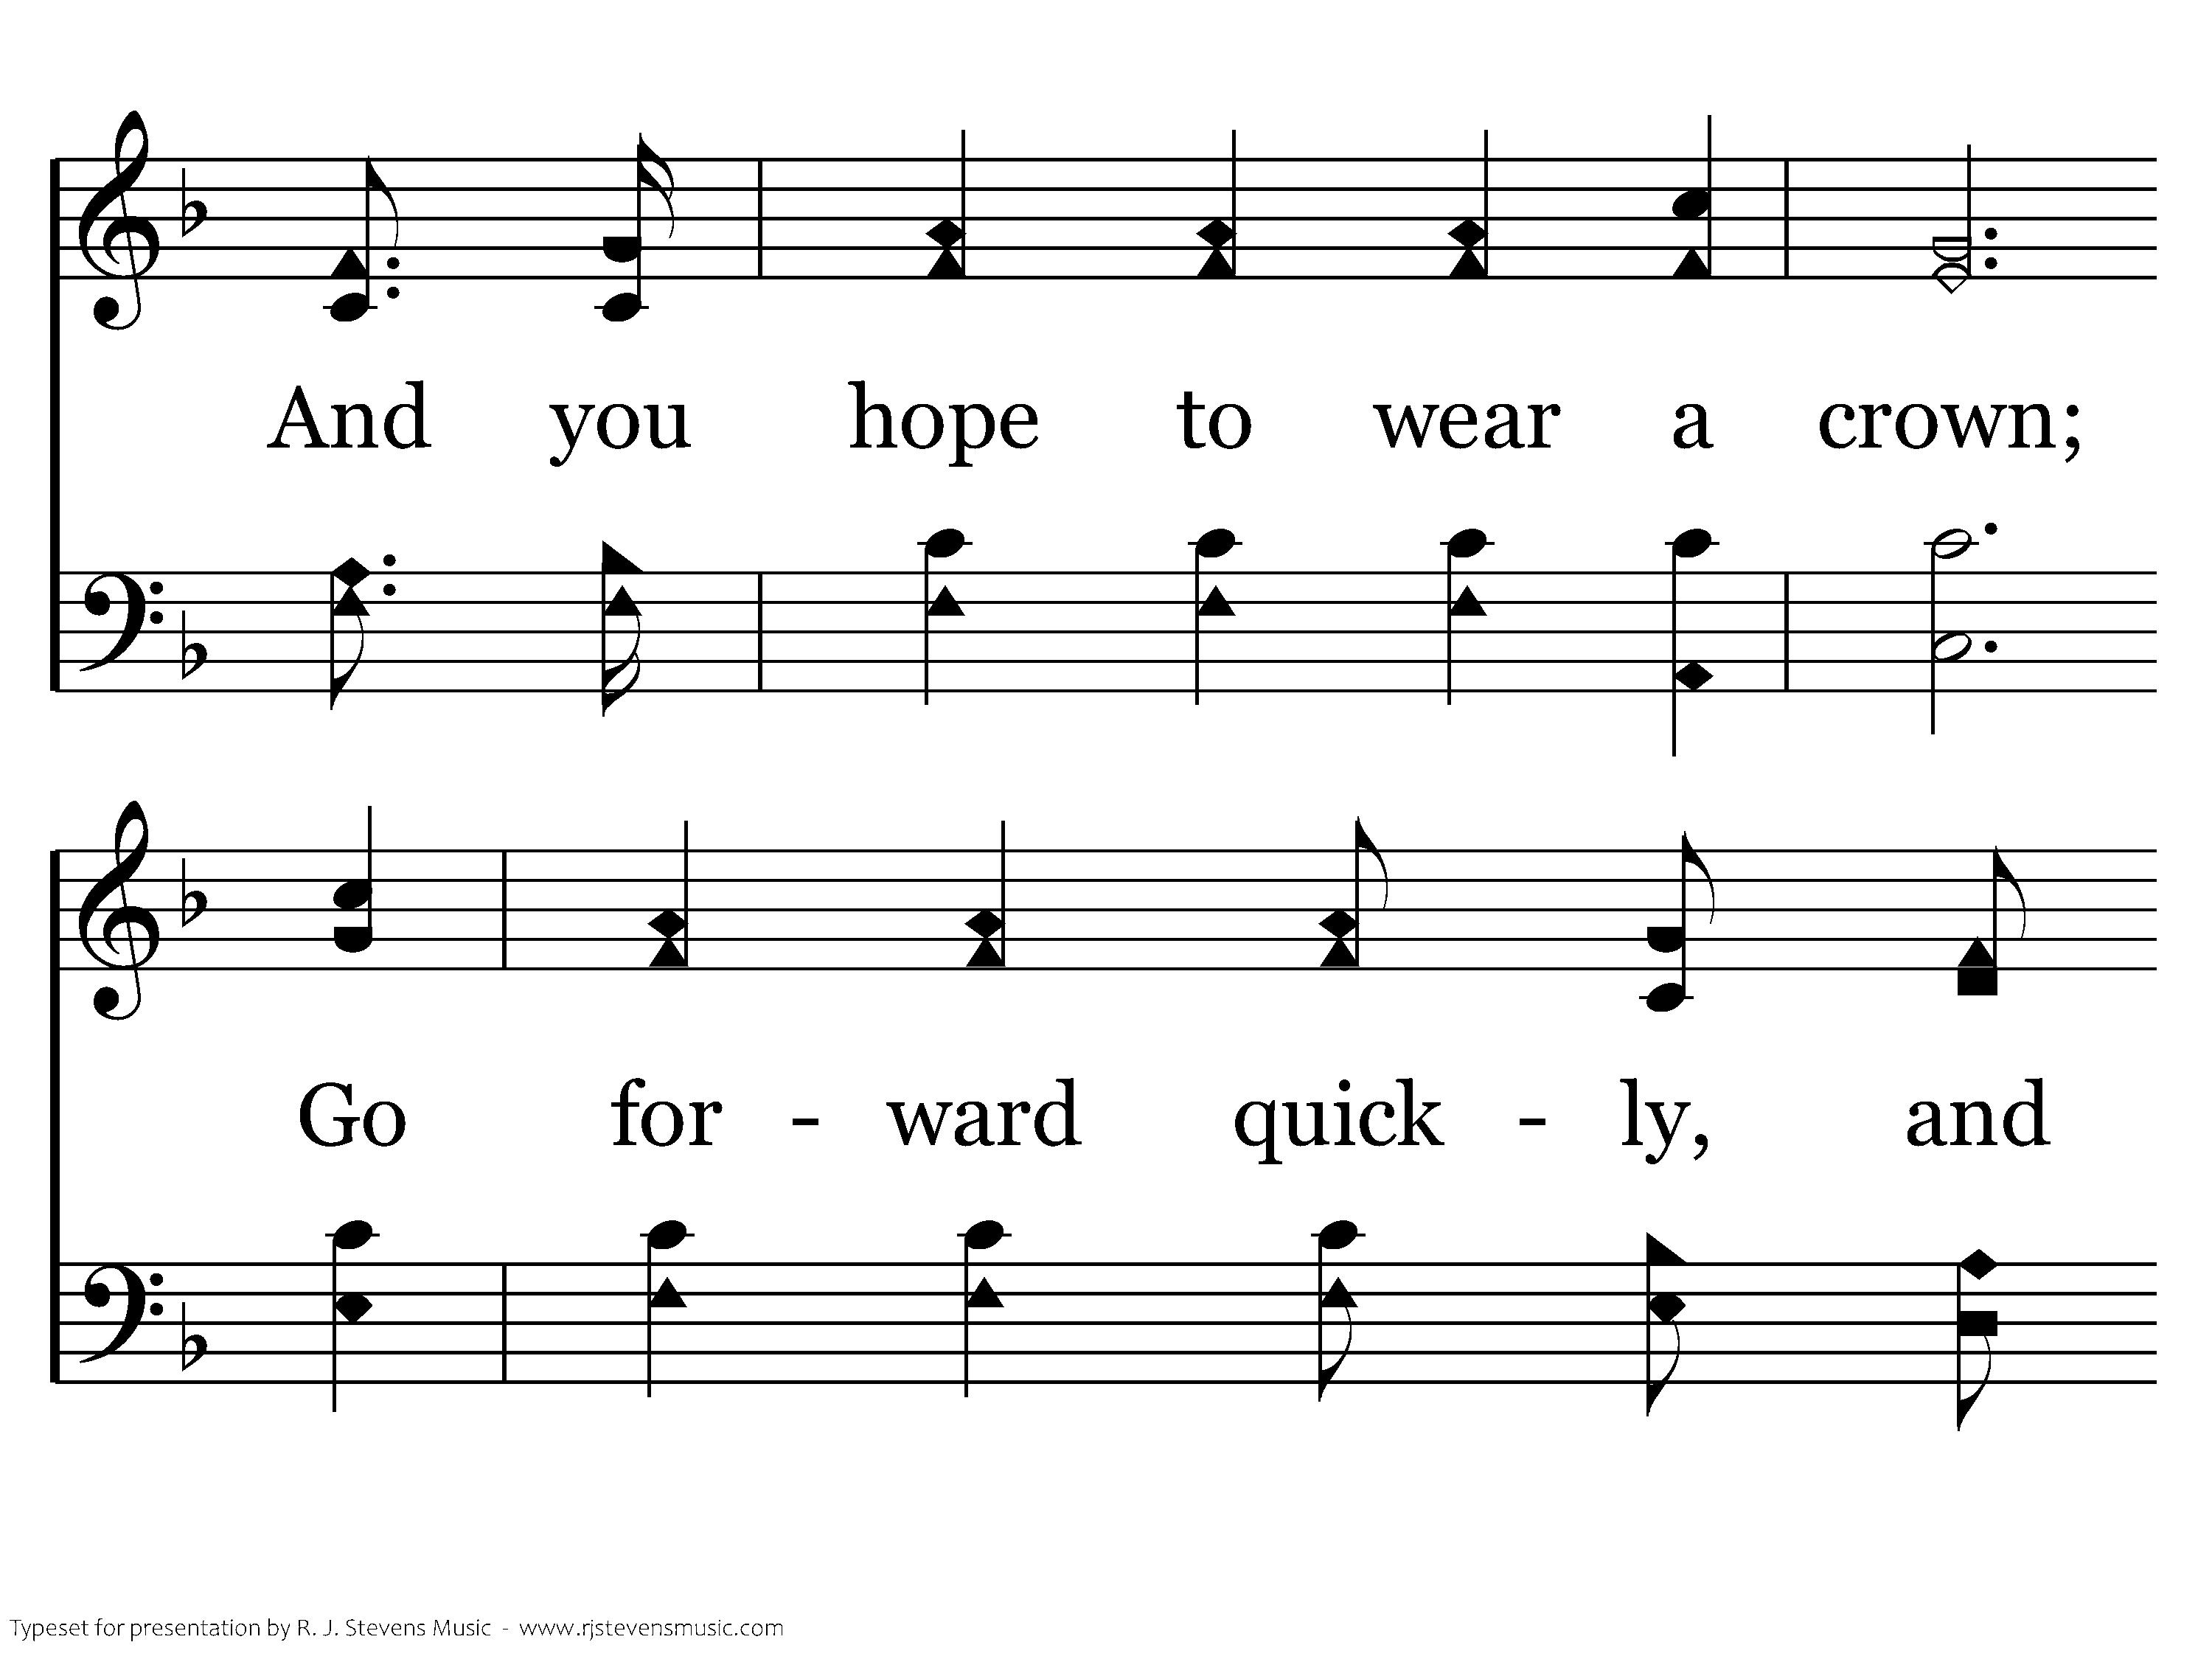 And you hope to wear a crown;
Go for - ward quick - ly, and
Typeset for presentation by R. J. Stevens Music - www.rjstevensmusic.com